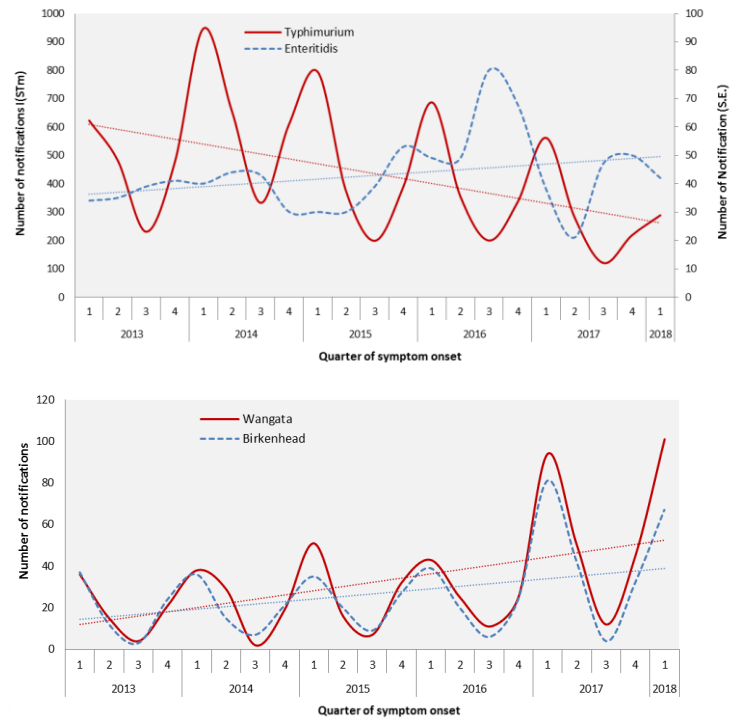 1000
900
800
700
600
500
400
300
200
100
0
Number of notifications l(STm)
Typhimurium
Enteritidis
100
90
80
70
60
50
40
30
20
10
0
Number of Notification (S.E.)
1 2 3 4 1 2 3 4 1 2 3 4 1 2 3 4 1 2 3 4 1
2013 2014 2015 2016 2017 2018
Quarter of symptom onset
120
100
80
60
40
20
0
Number of notifications
Wangata
Birkenhead
1 2 3 4 1 2 3 4 1 2 3 4 1 2 3 4 1 2 3 4 1
2013 2014 2015 2016 2017 2018
Quarter of symptom onset